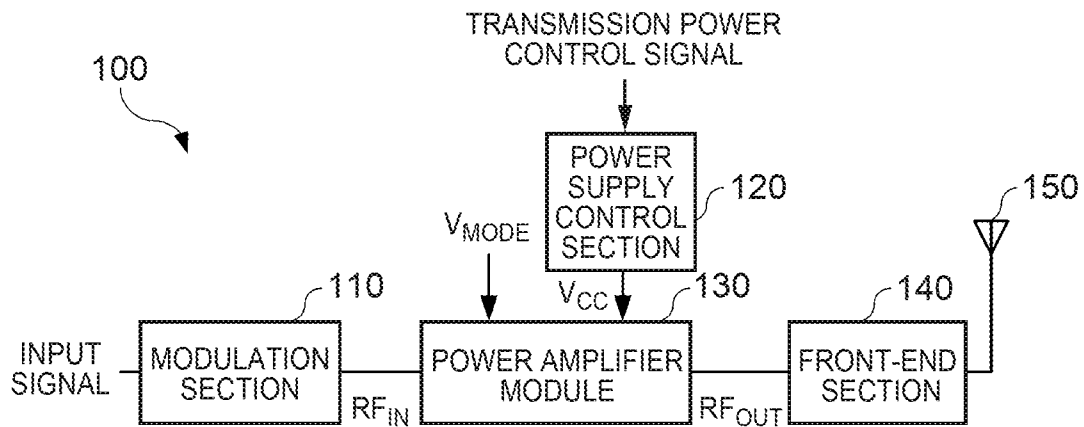 TRANSMISSION POWER
CONTROL SIGNAL
100
POWER
SUPPLY
CONTROL
SECTION
120
150
VMODE
VCC
110
130
140
INPUT
SIGNAL
MODULATION
SECTION
RFIN
POWER AMPLIFIER
MODULE
RFOUT
FRONT-END
SECTION